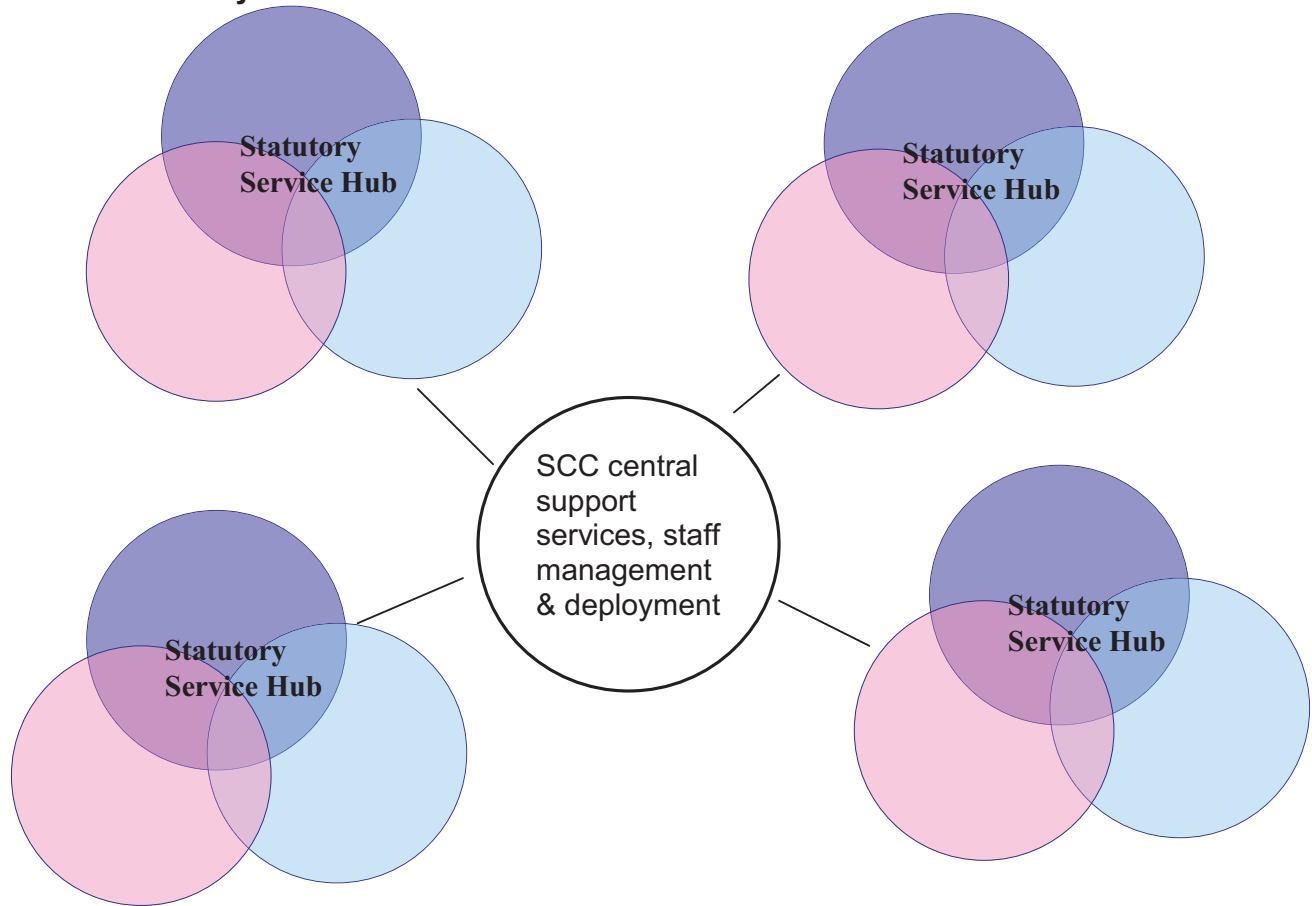 Statutory
Service Hub
Statutory
Service Hub
SCC central
support
services, staff
management
& deployment
Statutory
Service Hub
Statutory
Service Hub